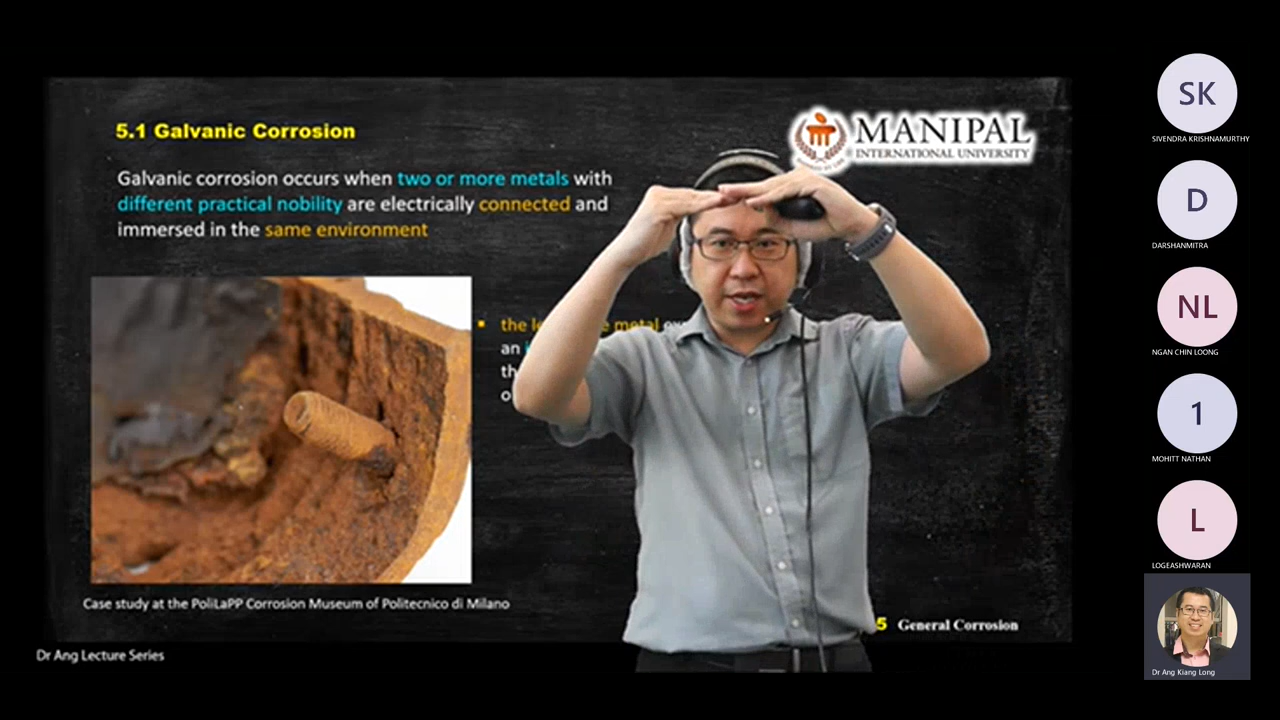 5.1 Galvanic Corrosion
MANIPAL
INTERNATIONAL UNIVERSITY
Galvanic corrosion occurs when two or more metals with
different practical nobility are electrically connected and
immersed in the same environment
the metal
an
Case study at the PoliLaPP Corrosion Museum of Politecnico di Milano
5 General Corrosion
Dr Ang Lecture Series
SK
SIVENDRA KRISHNAMURTHY
D
DARSHANMITRA
NL
NGAN CHIN LOONG
1
MOHITT NATHAN
L
LOGEASHWARAN
Dr Ang Kiang Long